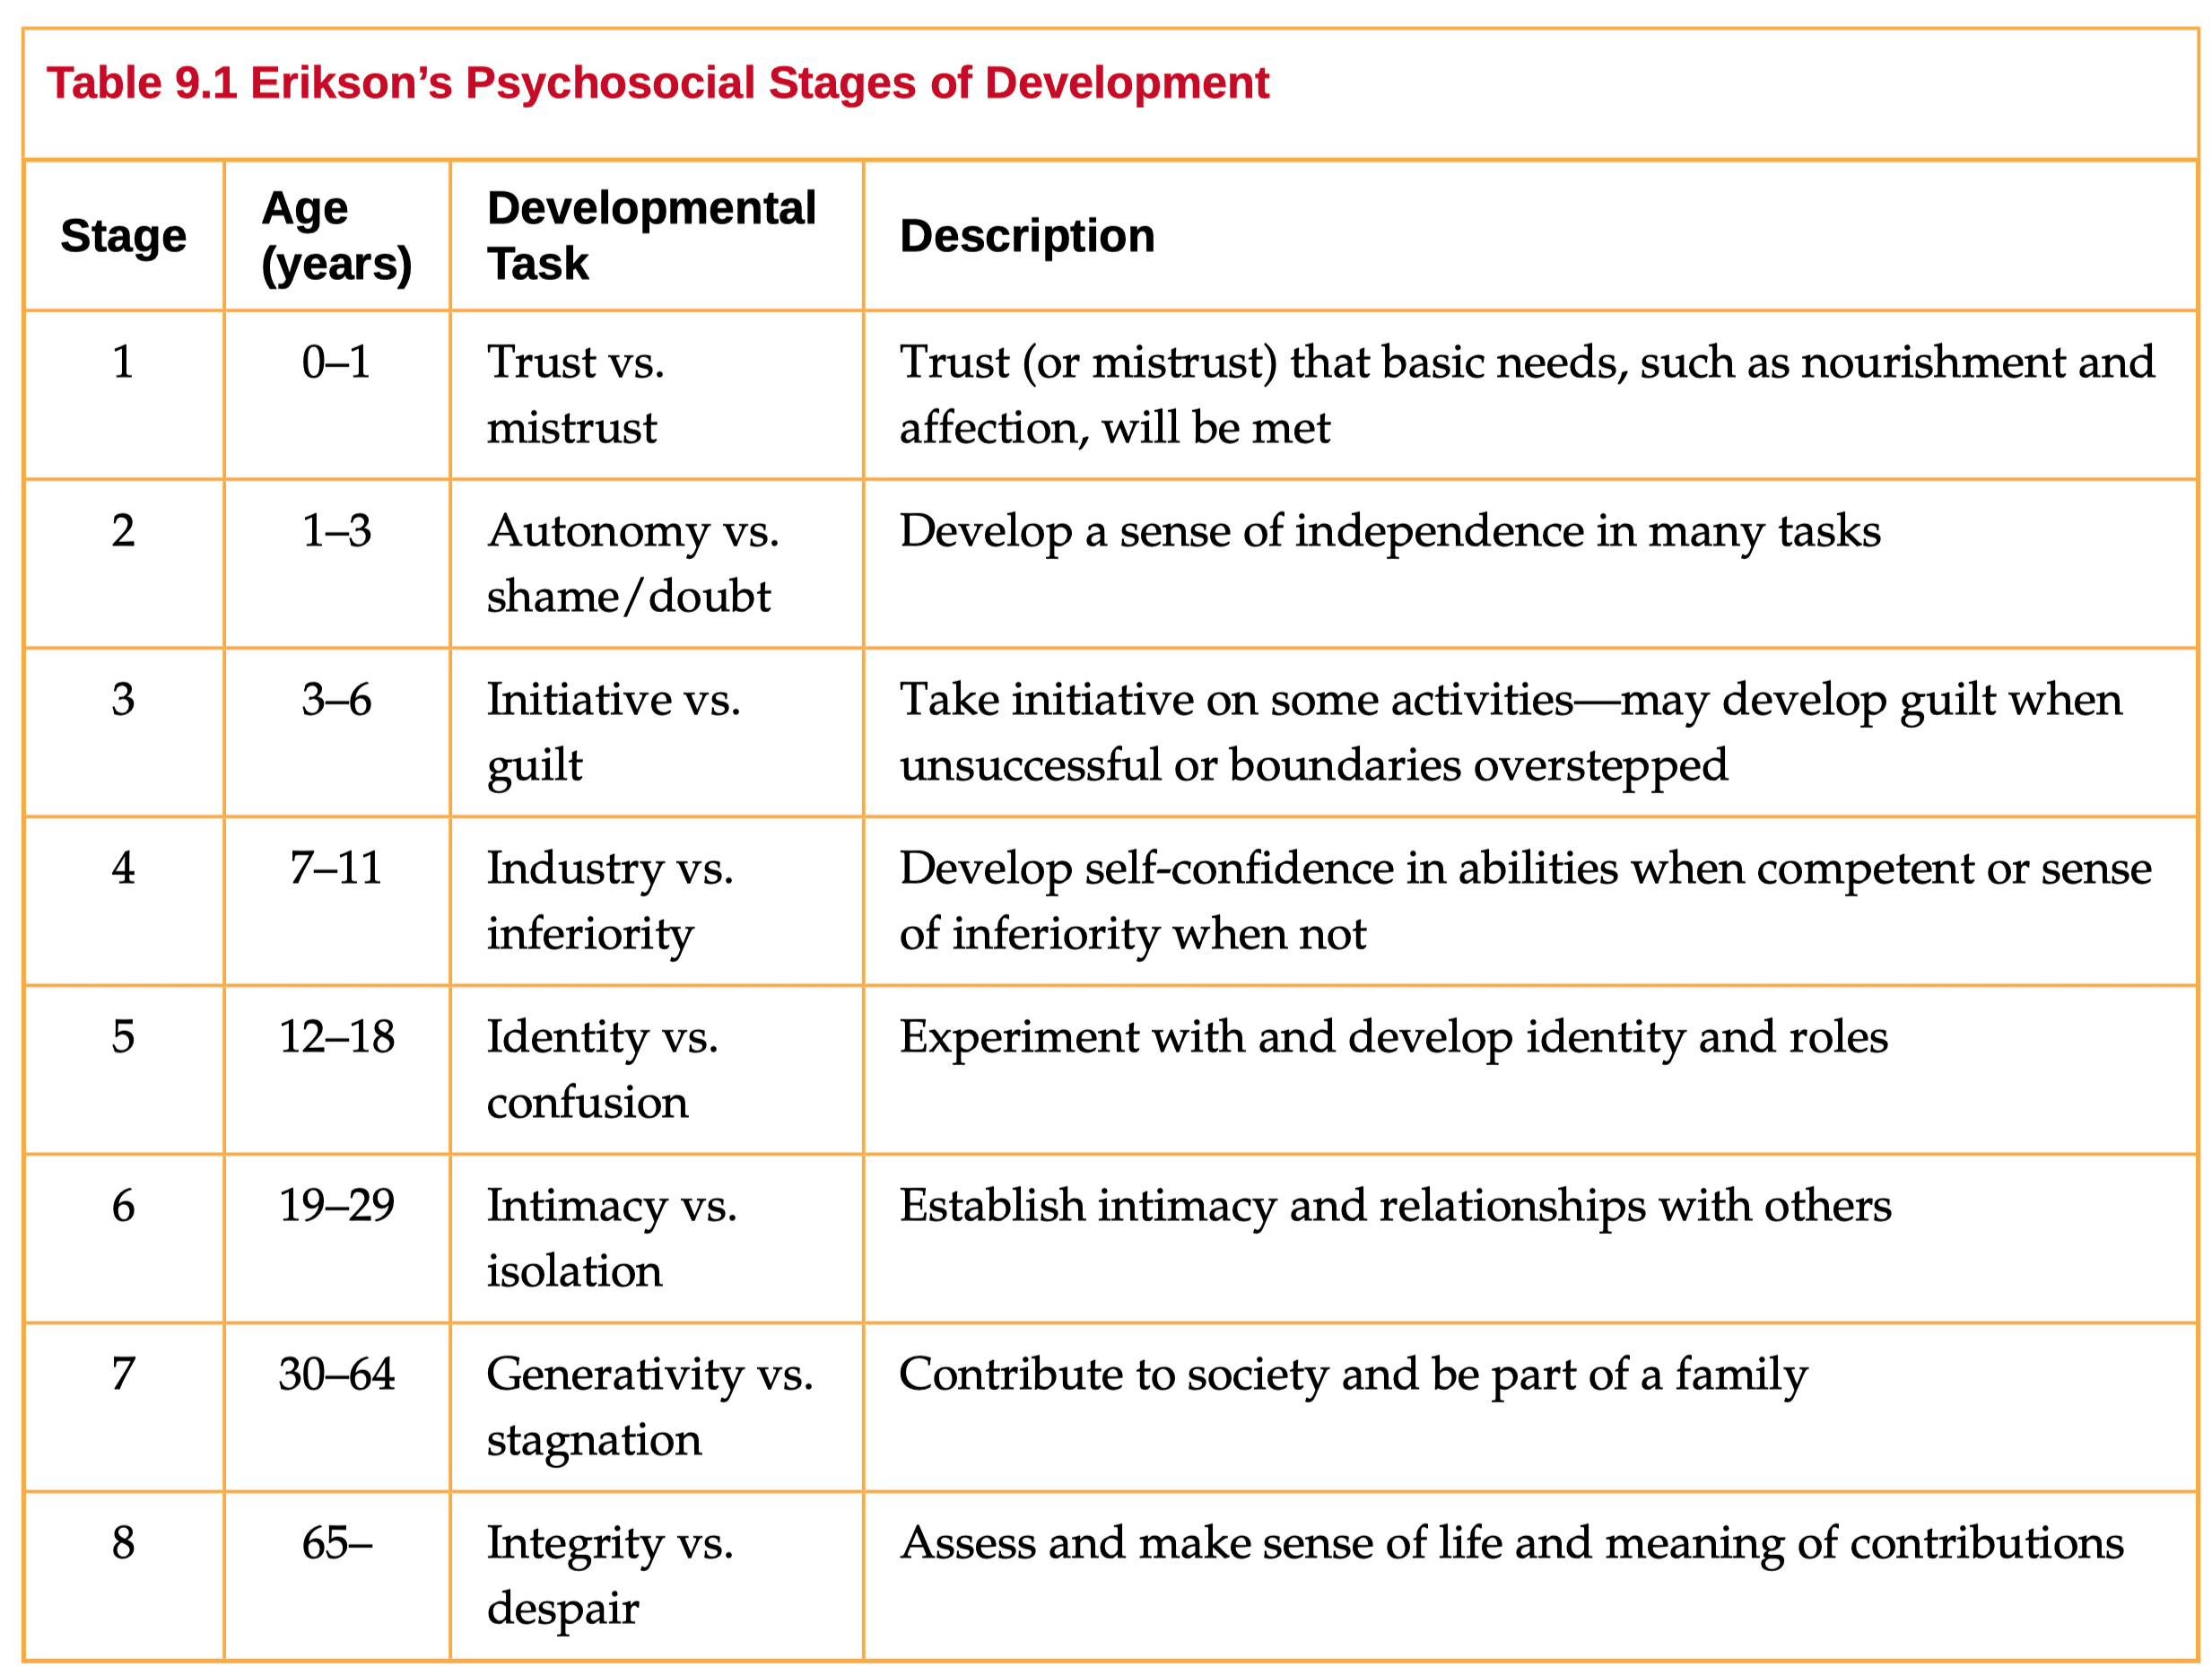 Table 9.1 Erikson’s Psychosocial Stages of Development
Stage
Age
(years)
Developmental
Task
Description
1
0–1
Trust vs.
mistrust
Trust (or mistrust) that basic needs, such as nourishment and
affection, will be met
2
1–3
Autonomy vs.
shame/doubt
Develop a sense of independence in many tasks
3
3–6
Initiative vs.
guilt
Take initiative on some activities—may develop guilt when
unsuccessful or boundaries overstepped
4
7–11
Industry vs.
inferiority
Develop self-confidence in abilities when competent or sense
of inferiority when not
5
12–18
Identity vs.
confusion
Experiment with and develop identity and roles
6
19–29
Intimacy vs.
isolation
Establish intimacy and relationships with others
7
30–64
Generativity vs.
stagnation
Contribute to society and be part of a family
8
65–
Integrity vs.
despair
Assess and make sense of life and meaning of contributions